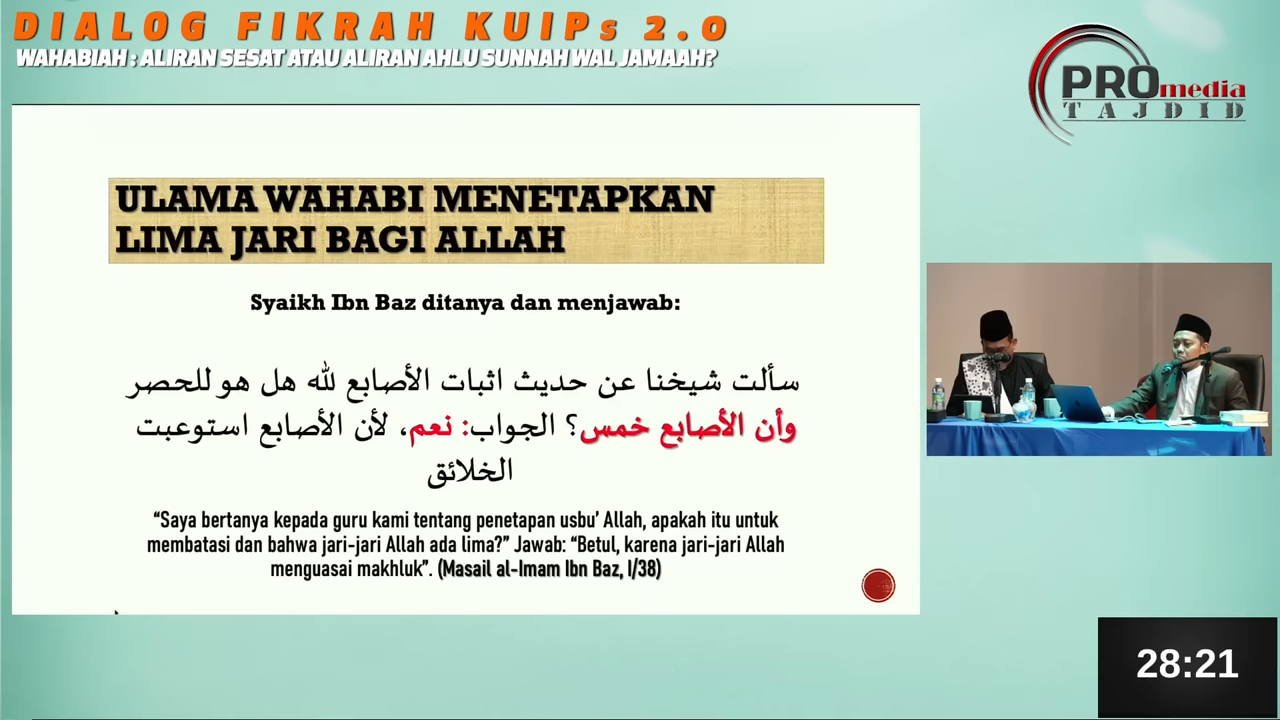 DIALOG FIKRAH KUIPs 2.0
WAHABIAH : ALIRAN SESAT ATAU ALIRAN AHLU SUNNAH WAL JAMAAH?
PROmedia
TAJDID
ULAMA WAHABI MENETAPKAN
LIMA JARI BAGI ALLAH
Syaikh Ibn Baz ditanya dan menjawab:
سألت شيخنا عن حديث اثبات الأصابع لله هل هو للحصر
وأن الأصابع خمس؟ الجواب: نعم، لأن الأصابع استوعبت
الخلائق
“Saya bertanya kepada guru kami tentang penetapan usbu’ Allah, apakah itu untuk
membatasi dan bahwa jari-jari Allah ada lima?” Jawab: “Betul, karena jari-jari Allah
menguasai makhluk”. (Masail al-Imam Ibn Baz, I/38)
28:21